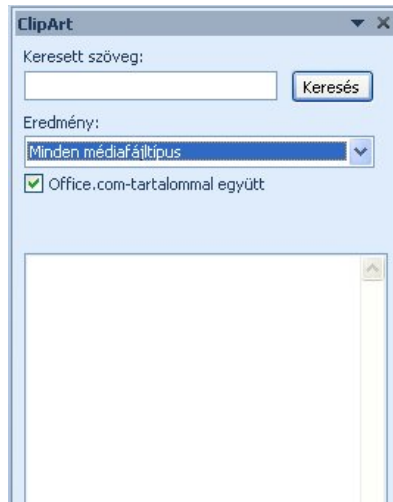 ClipArt
Keresett szöveg:
Keresés
Eredmény:
Minden médiafájltípus
Office.com-tartalommal együtt